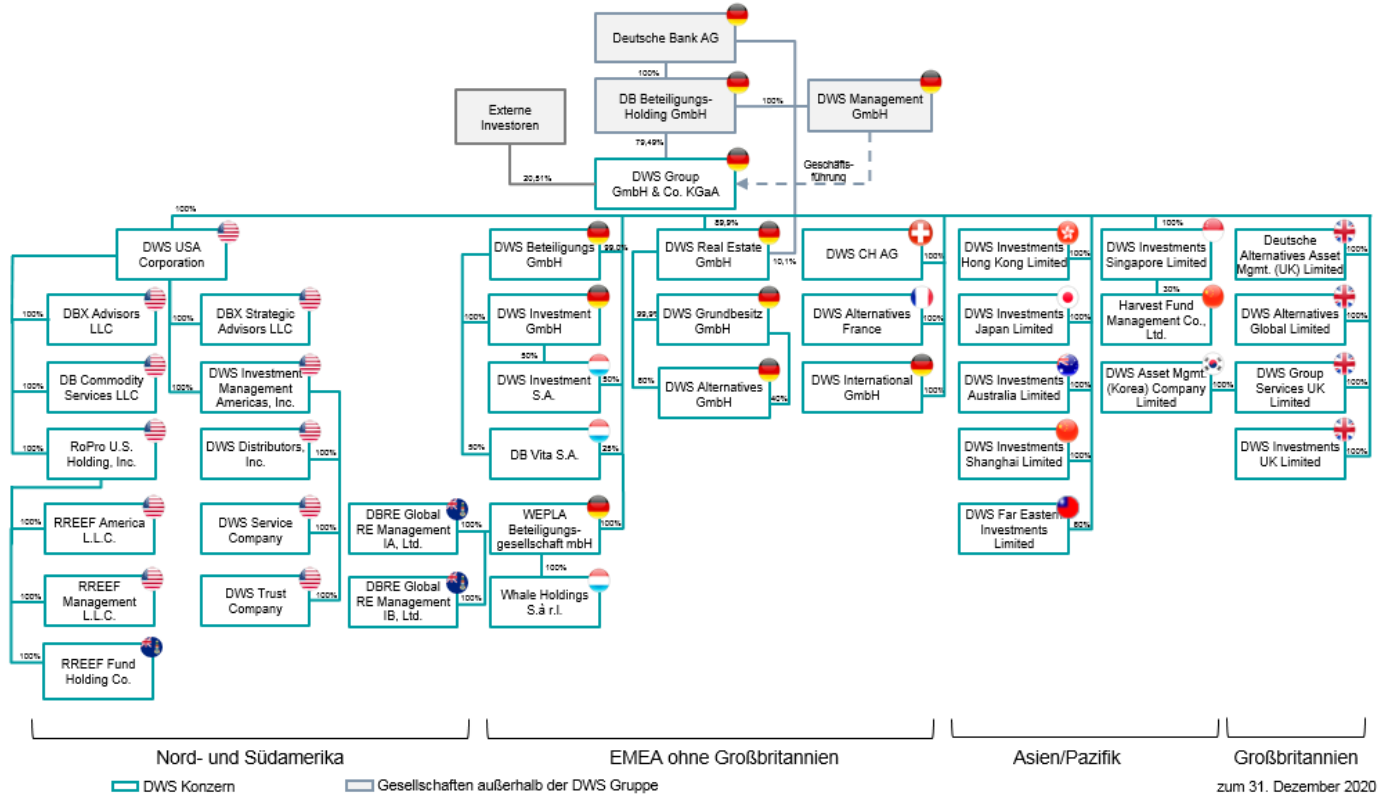 Deutsche Bank AG
100%
DB Beteiligungs-
Holding GmbH
100%
DWS Management
GmbH
Externe
Investoren
79,49%
Geschäfts-
führung
20,51%
DWS Group
GmbH & Co. KGaA
100%
DWS USA
Corporation
100%
DBX Advisors
LLC
100%
DBX Strategic
Advisors LLC
100%
DB Commodity
Services LLC
100%
DWS Investment
Management
Americas, Inc.
100%
RoPro U.S.
Holding, Inc.
DWS Distributors,
Inc.
100%
100%
RREEF America
L.L.C.
DWS Service
Company
100%
100%
RREEF
Management
L.L.C.
DWS Trust
Company
100%
100%
RREEF Fund
Holding Co.
DBRE Global
RE Management
IA, Ltd.
100%
DBRE Global
RE Management
IB, Ltd.
100%
DWS Beteiligungs
GmbH
99,0%
100%
DWS Investment
GmbH
50%
DWS Investment
S.A.
50%
50%
DB Vita S.A.
25%
WEPLA
Beteiligungs-
gesellschaft mbH
100%
100%
Whale Holdings
S.à r.l.
89,9%
DWS Real Estate
GmbH
10,1%
99,9%
DWS Grundbesitz
GmbH
60%
DWS Alternatives
GmbH
40%
DWS CH AG
100%
DWS Alternatives
France
100%
DWS International
GmbH
100%
DWS Investments
Hong Kong Limited
100%
DWS Investments
Japan Limited
100%
DWS Investments
Australia Limited
100%
DWS Investments
Shanghai Limited
100%
DWS Far Eastern
Investments
Limited
60%
100%
DWS Investments
Singapore Limited
30%
Harvest Fund
Management Co.,
Ltd.
DWS Asset Mgmt.
(Korea) Company
Limited
100%
Deutsche
Alternatives Asset
Mgmt. (UK) Limited
100%
DWS Alternatives
Global Limited
100%
DWS Group
Services UK
Limited
100%
DWS Investments
UK Limited
100%
Nord- und Südamerika
EMEA ohne Großbritannien
Asien/Pazifik
Großbritannien
DWS Konzern
Gesellschaften außerhalb der DWS Gruppe
zum 31. Dezember 2020